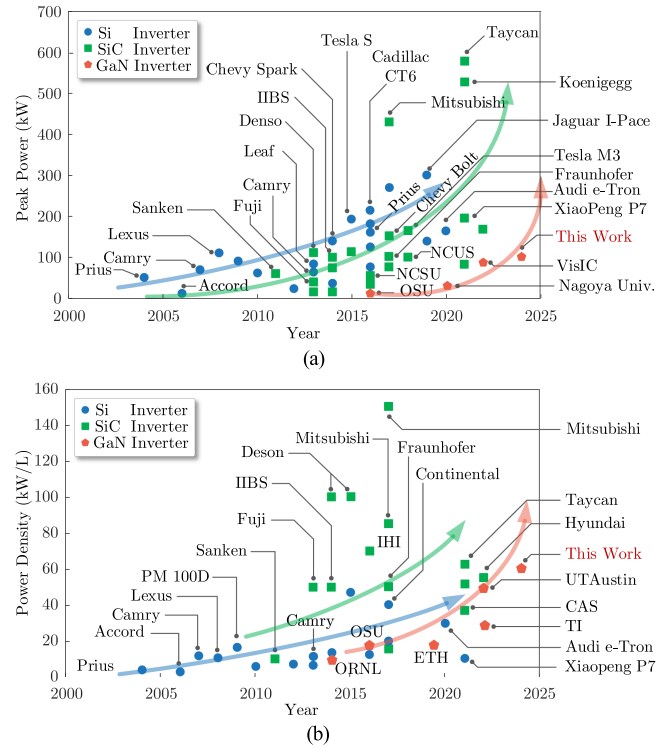 700
600
500
400
300
200
100
0
Peak Power (kW)
Si Inverter
SiC Inverter
GaN Inverter
Tesla S
Cadillac
CT6
Taycan
Chevy Spark
Koenigegg
IIBS
Mitsubishi
Denso
Jaguar I-Pace
Leaf
Tesla M3
Camry
Prius
Chevy Bolt
Fraunhofer
Fuji
Audi e-Tron
Sanken
XiaoPeng P7
Lexus
This Work
Camry
NCUS
Prius
VisIC
Accord
NCSU
OSU
Nagoya Univ.
2000
2005
2010
2015
2020
2025
Year
(a)
160
140
120
100
80
60
40
20
0
Power Density (kW/L)
Si Inverter
SiC Inverter
GaN Inverter
Mitsubishi
Mitsubishi
Deson
Fraunhofer
IIBS
Continental
Fuji
IHI
Taycan
Sanken
Hyundai
PM 100D
This Work
Lexus
UTAustin
Camry
Camry
CAS
Accord
OSU
TI
Prius
ORNL
ETH
Audi e-Tron
Xiaopeng P7
2000
2005
2010
2015
2020
2025
Year
(b)